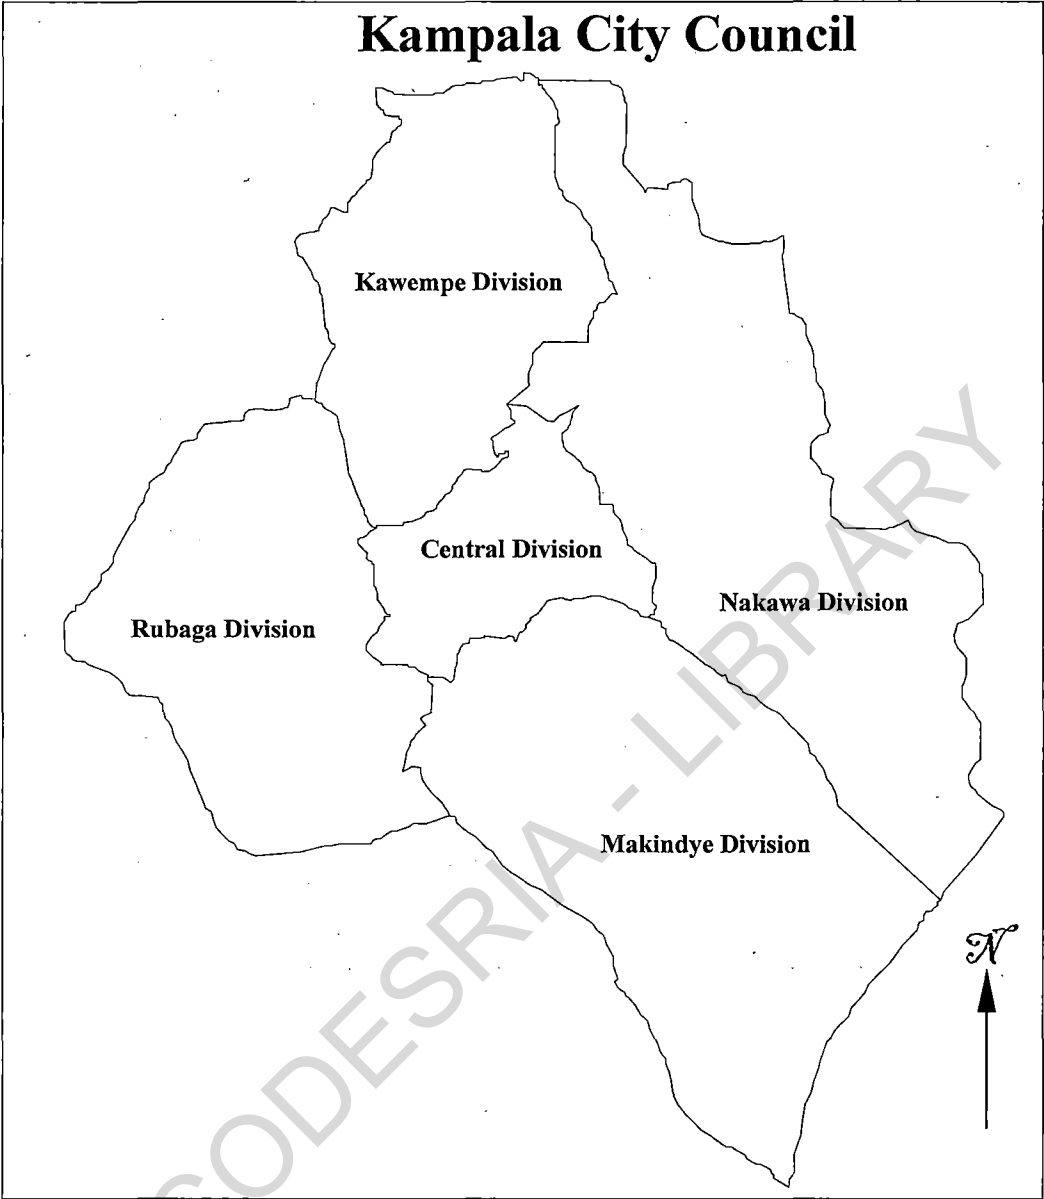 Kampala City Council
Kawempe Division
Central Division
Nakawa Division
Rubaga Division
Makindye Division
N
CODESRIA - LIBRARY